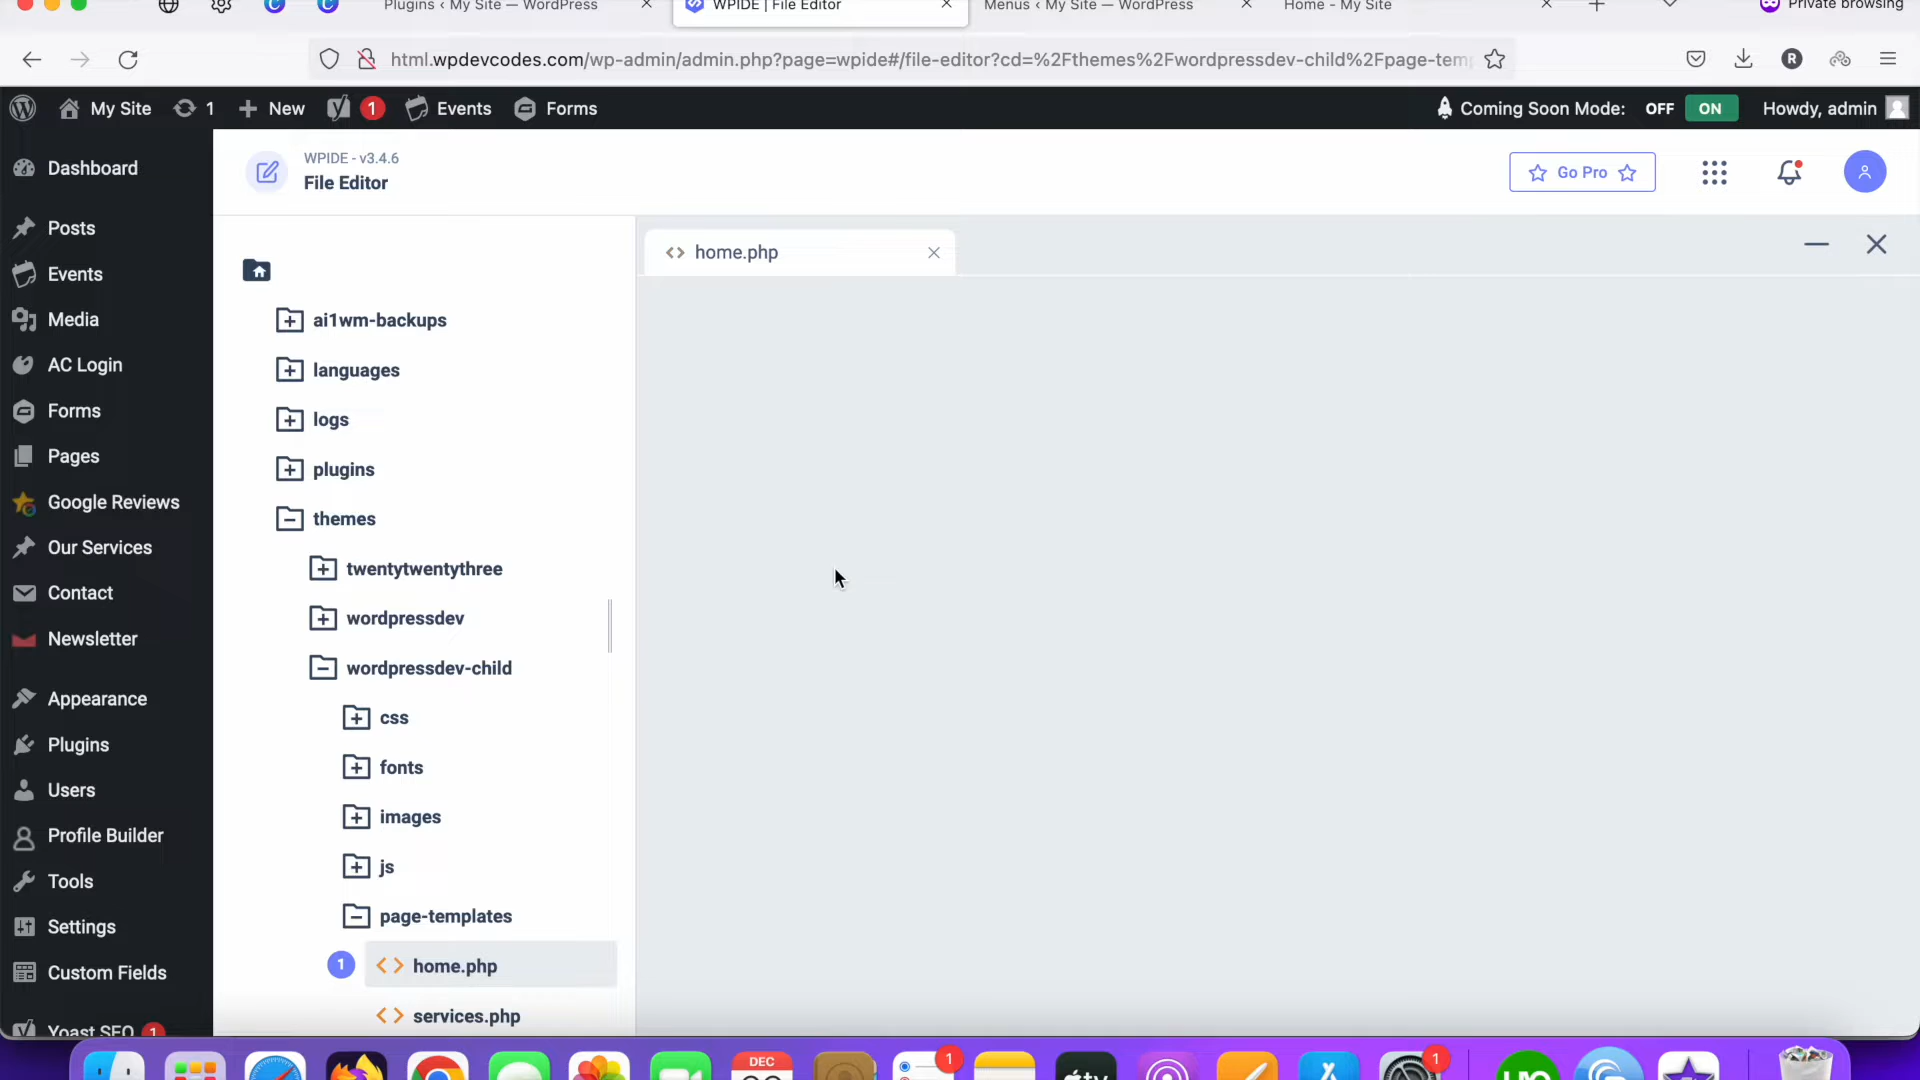 Plugins ‹ My Site — WordPress
WPIDE | File Editor
Menus ‹ My Site — WordPress
Home - My Site
Private browsing
html.wpdevcodes.com/wp-admin/admin.php?page=wpide#/file-editor?cd=%2Fthemes%2Fwordpressdev-child%2Fpage-temp
R
My Site
1
New
1
Events
Forms
Coming Soon Mode:
OFF
ON
Howdy, admin
Dashboard
Posts
Events
Media
AC Login
Forms
Pages
Google Reviews
Our Services
Contact
Newsletter
Appearance
Plugins
Users
Profile Builder
Tools
Settings
Custom Fields
Yoast SEO 1
WPIDE - v3.4.6
File Editor
Go Pro
ai1wm-backups
languages
logs
plugins
themes
twentytwentythree
wordpressdev
wordpressdev-child
css
fonts
images
js
page-templates
1
home.php
services.php
home.php
DEC
1
tv
1